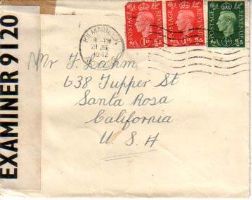 EXAMINER 9120
Mr F. Lahm
638 Tupper St
Santa Rosa
California
U. S. A